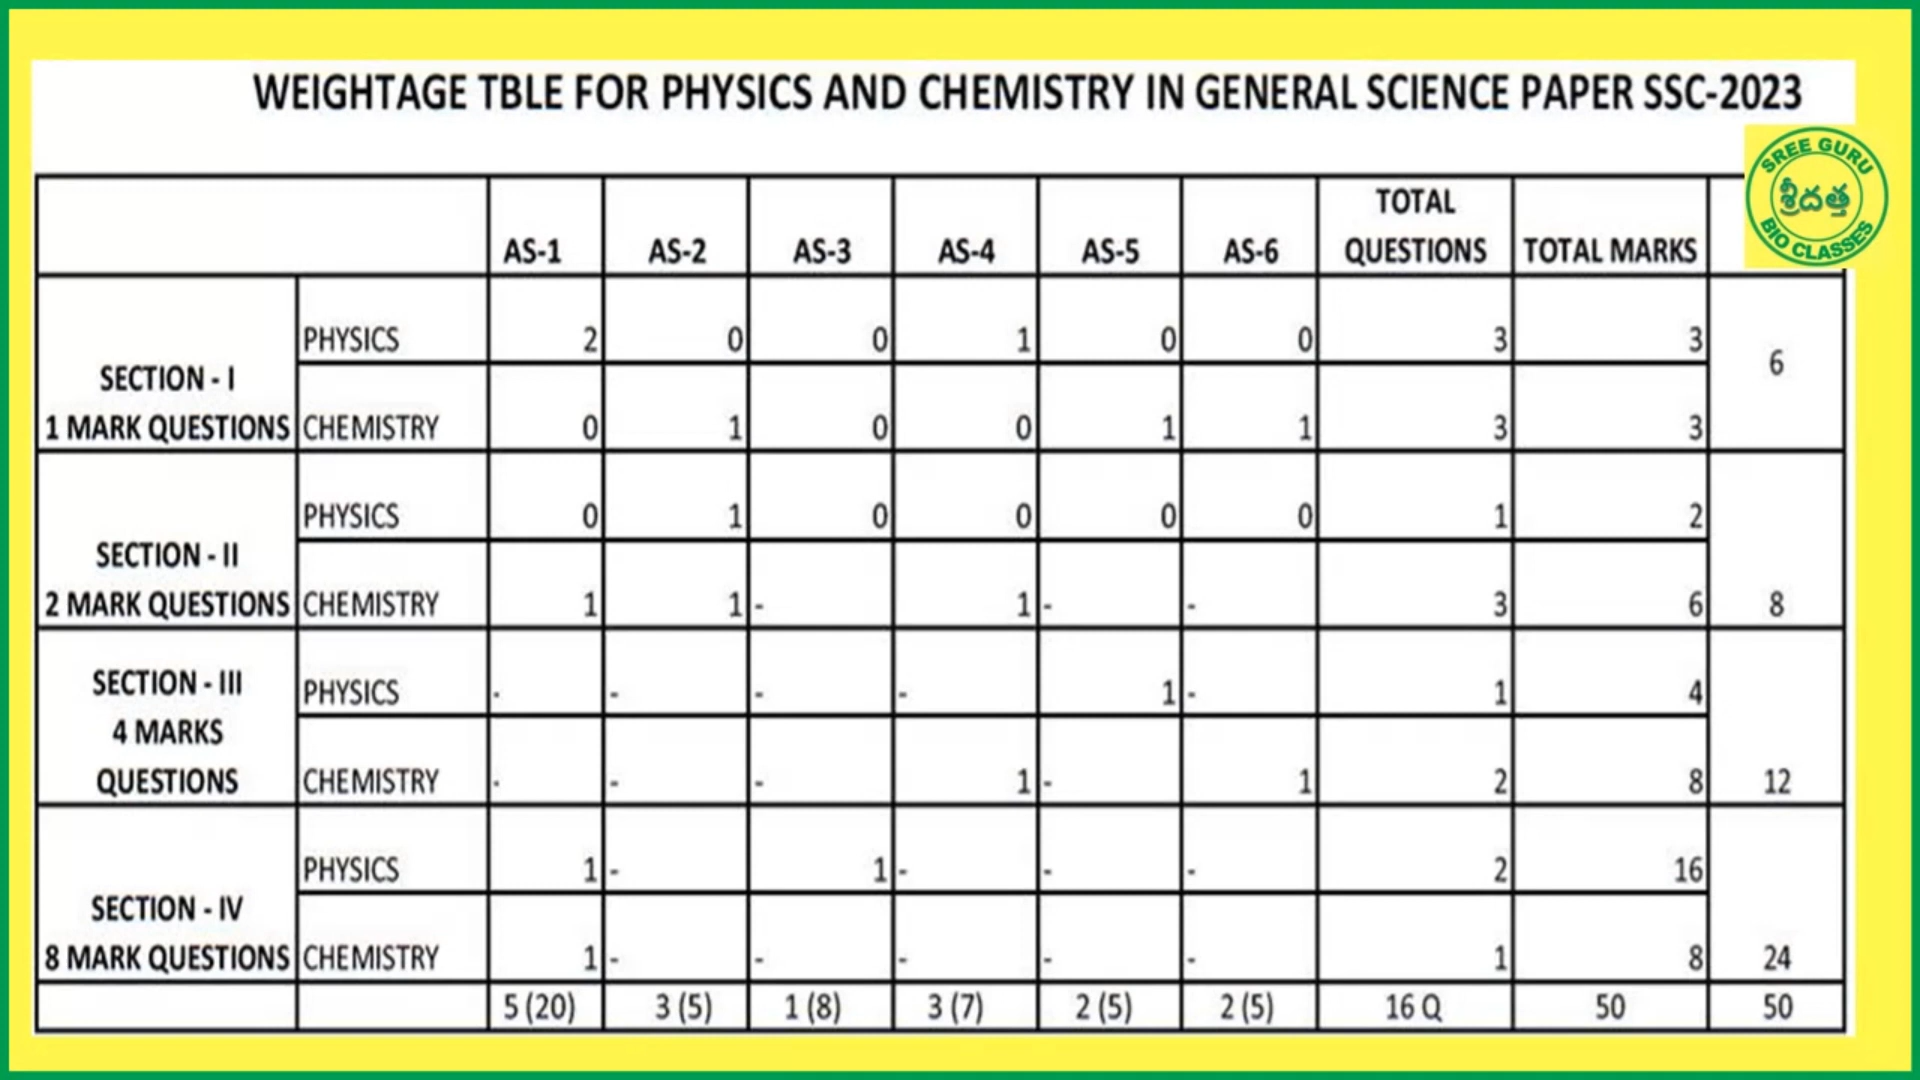 WEIGHTAGE TBLE FOR PHYSICS AND CHEMISTRY IN GENERAL SCIENCE PAPER SSC-2023
SREE GURU
శ్రీదత్త
BIO CLASSES
AS-1 AS-2 AS-3 AS-4 AS-5 AS-6 TOTAL QUESTIONS TOTAL MARKS
SECTION - I
1 MARK QUESTIONS
PHYSICS 2 0 0 1 0 0 3 3
CHEMISTRY 0 1 0 0 1 1 3 3
6
SECTION - II
2 MARK QUESTIONS
PHYSICS 0 1 0 0 0 0 1 2
CHEMISTRY 1 1 - 1 - - 3 6
8
SECTION - III
4 MARKS
QUESTIONS
PHYSICS - - - - 1 - 1 4
CHEMISTRY - - - 1 - 1 2 8
12
SECTION - IV
8 MARK QUESTIONS
PHYSICS 1 - 1 - - - 2 16
CHEMISTRY 1 - - - - - 1 8
24
5 (20) 3 (5) 1 (8) 3 (7) 2 (5) 2 (5) 16 Q 50 50